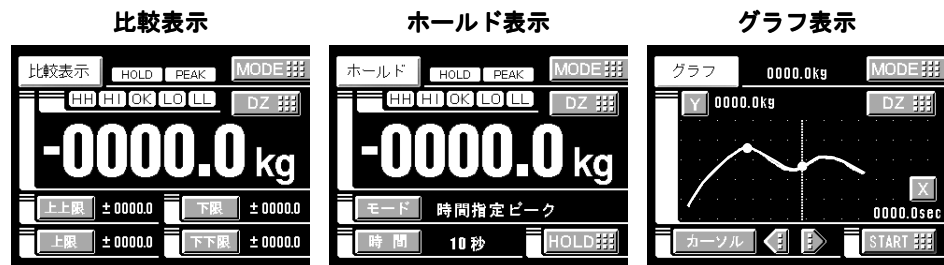 比較表示
比較表示 HOLD PEAK MODE
HH HI OK LO LL DZ
-0000.0 kg
上上限 ±0000.0 下限 ±0000.0
上限 ±0000.0 下下限 ±0000.0
ホールド表示
ホールド HOLD PEAK MODE
HH HI OK LO LL DZ
-0000.0 kg
モード 時間指定ピーク
時間 10秒 HOLD
グラフ表示
グラフ 0000.0kg MODE
Y 0000.0kg DZ
X
0000.0sec
カーソル START